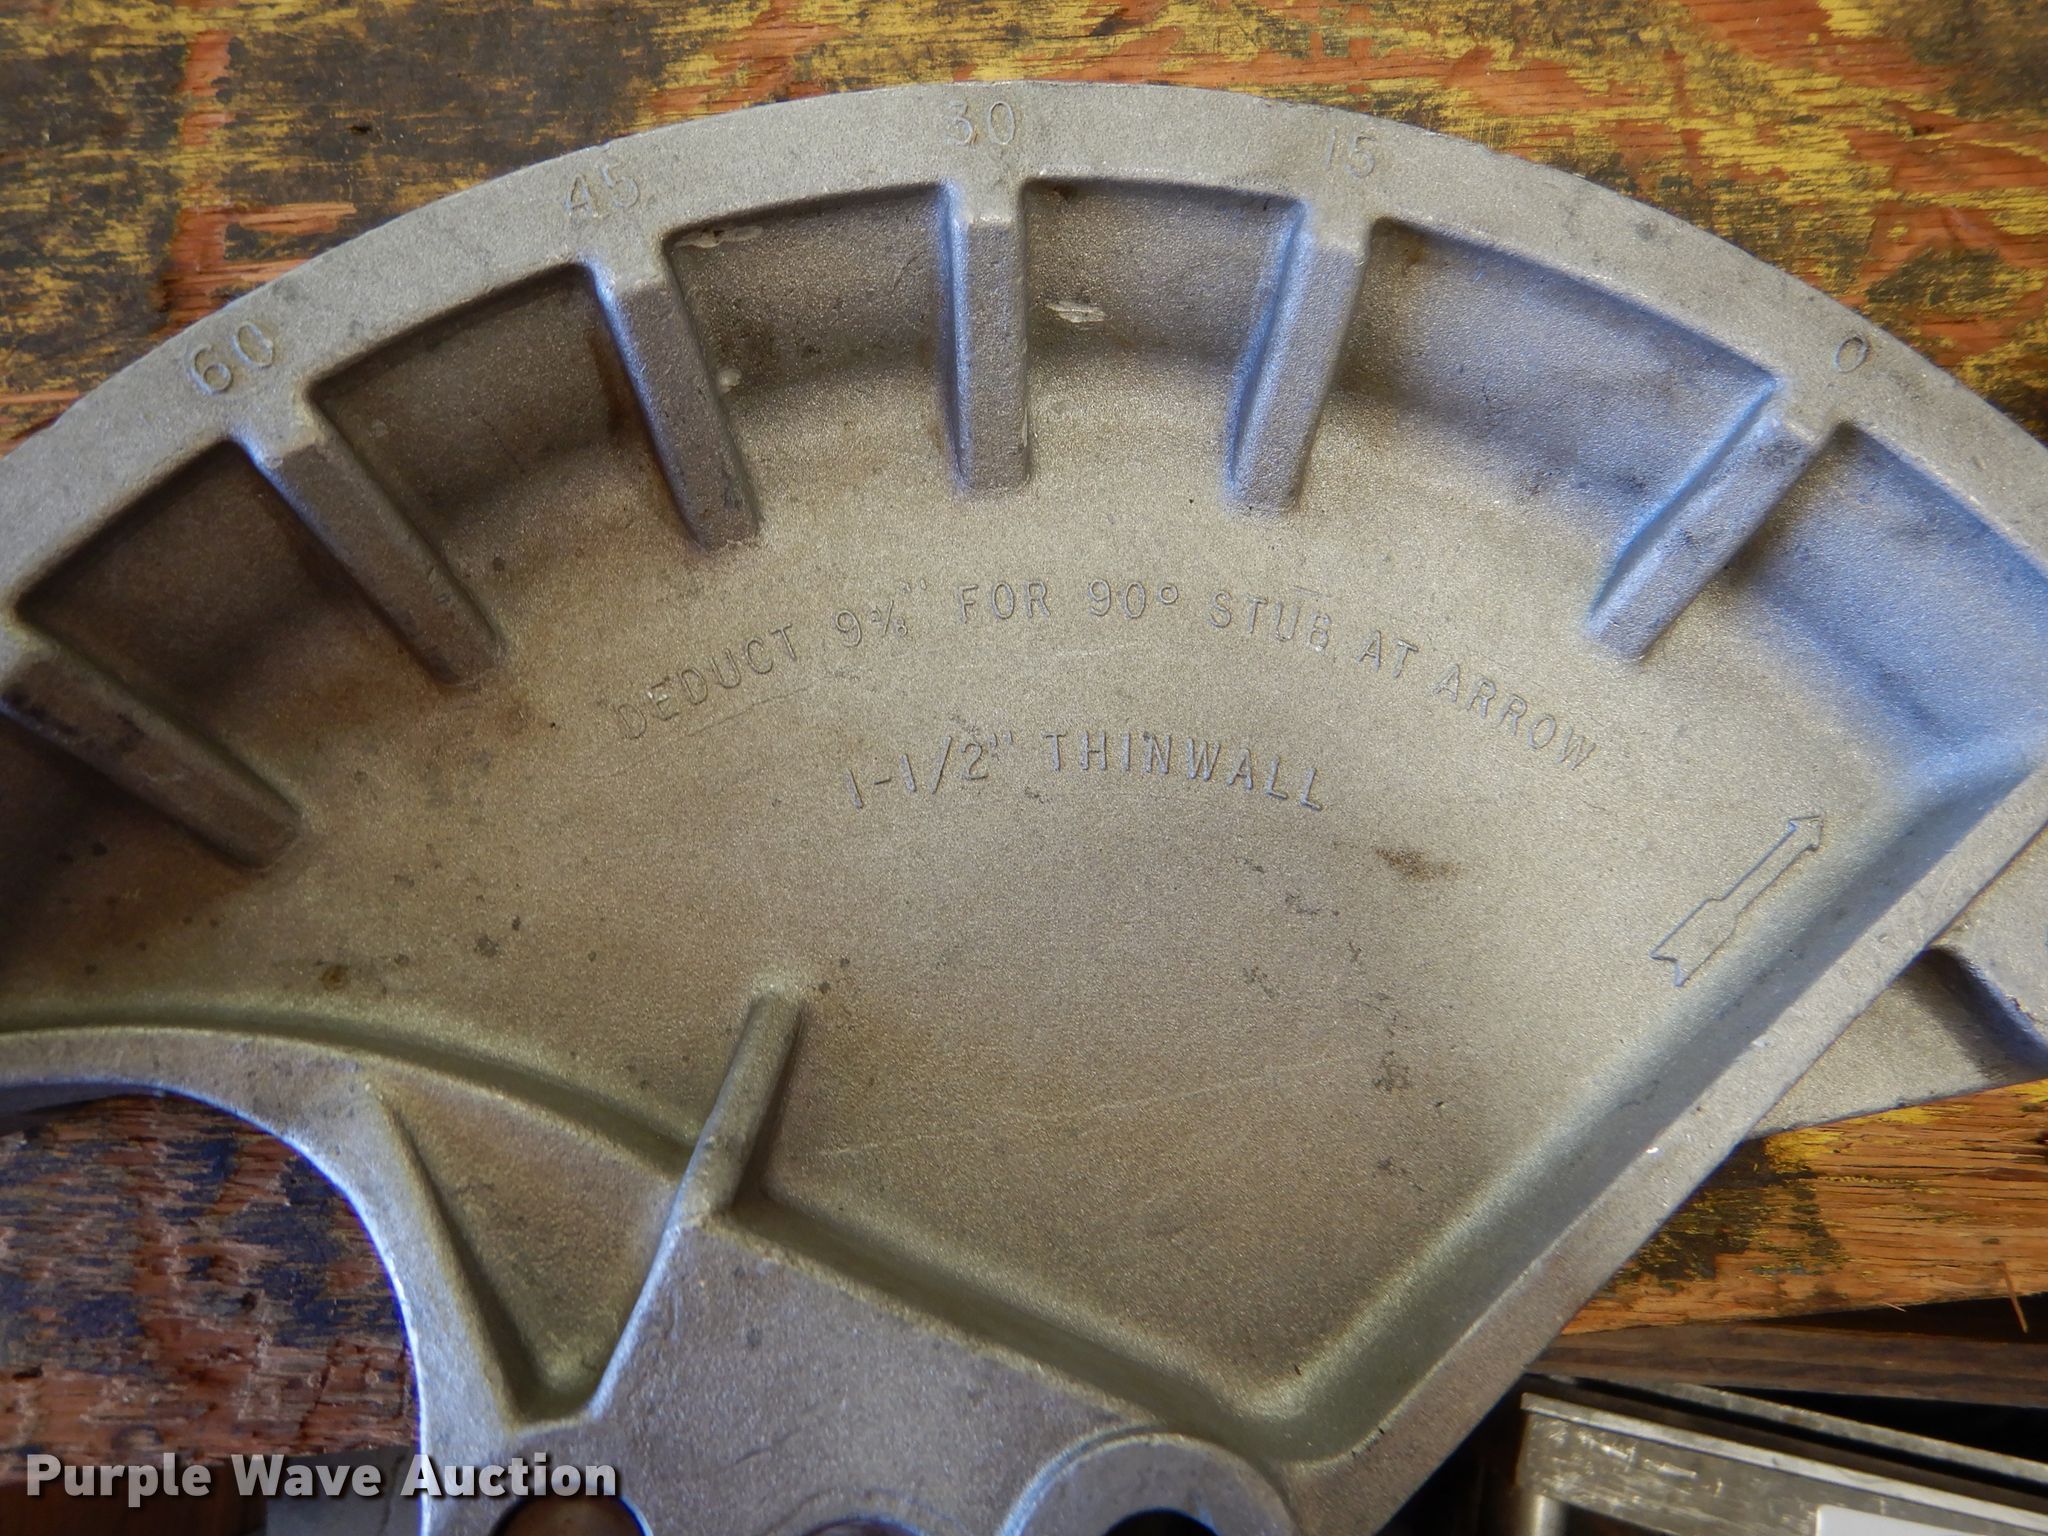 60 45 30 15 0
DEDUCT 9⅜" FOR 90° STUB AT ARROW
1-1/2" THINWALL
Purple Wave Auction